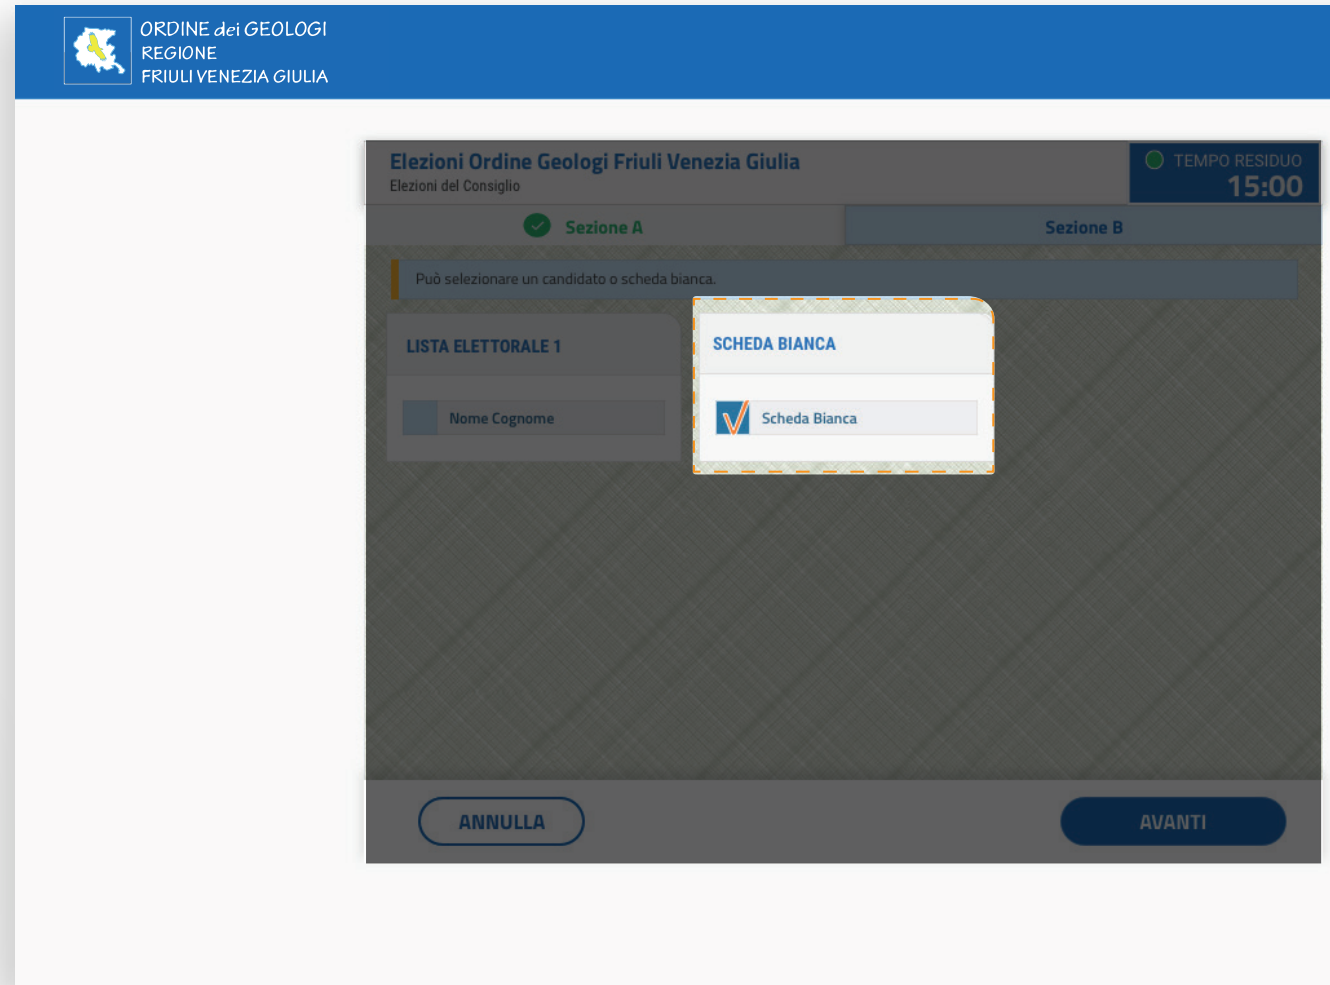 ORDINE dei GEOLOGI
REGIONE
FRIULI VENEZIA GIULIA
Elezioni Ordine Geologi Friuli Venezia Giulia
Elezioni del Consiglio
TEMPO RESIDUO
15:00
Sezione A
Sezione B
Può selezionare un candidato o scheda bianca.
LISTA ELETTORALE 1
SCHEDA BIANCA
Nome Cognome
Scheda Bianca
ANNULLA
AVANTI